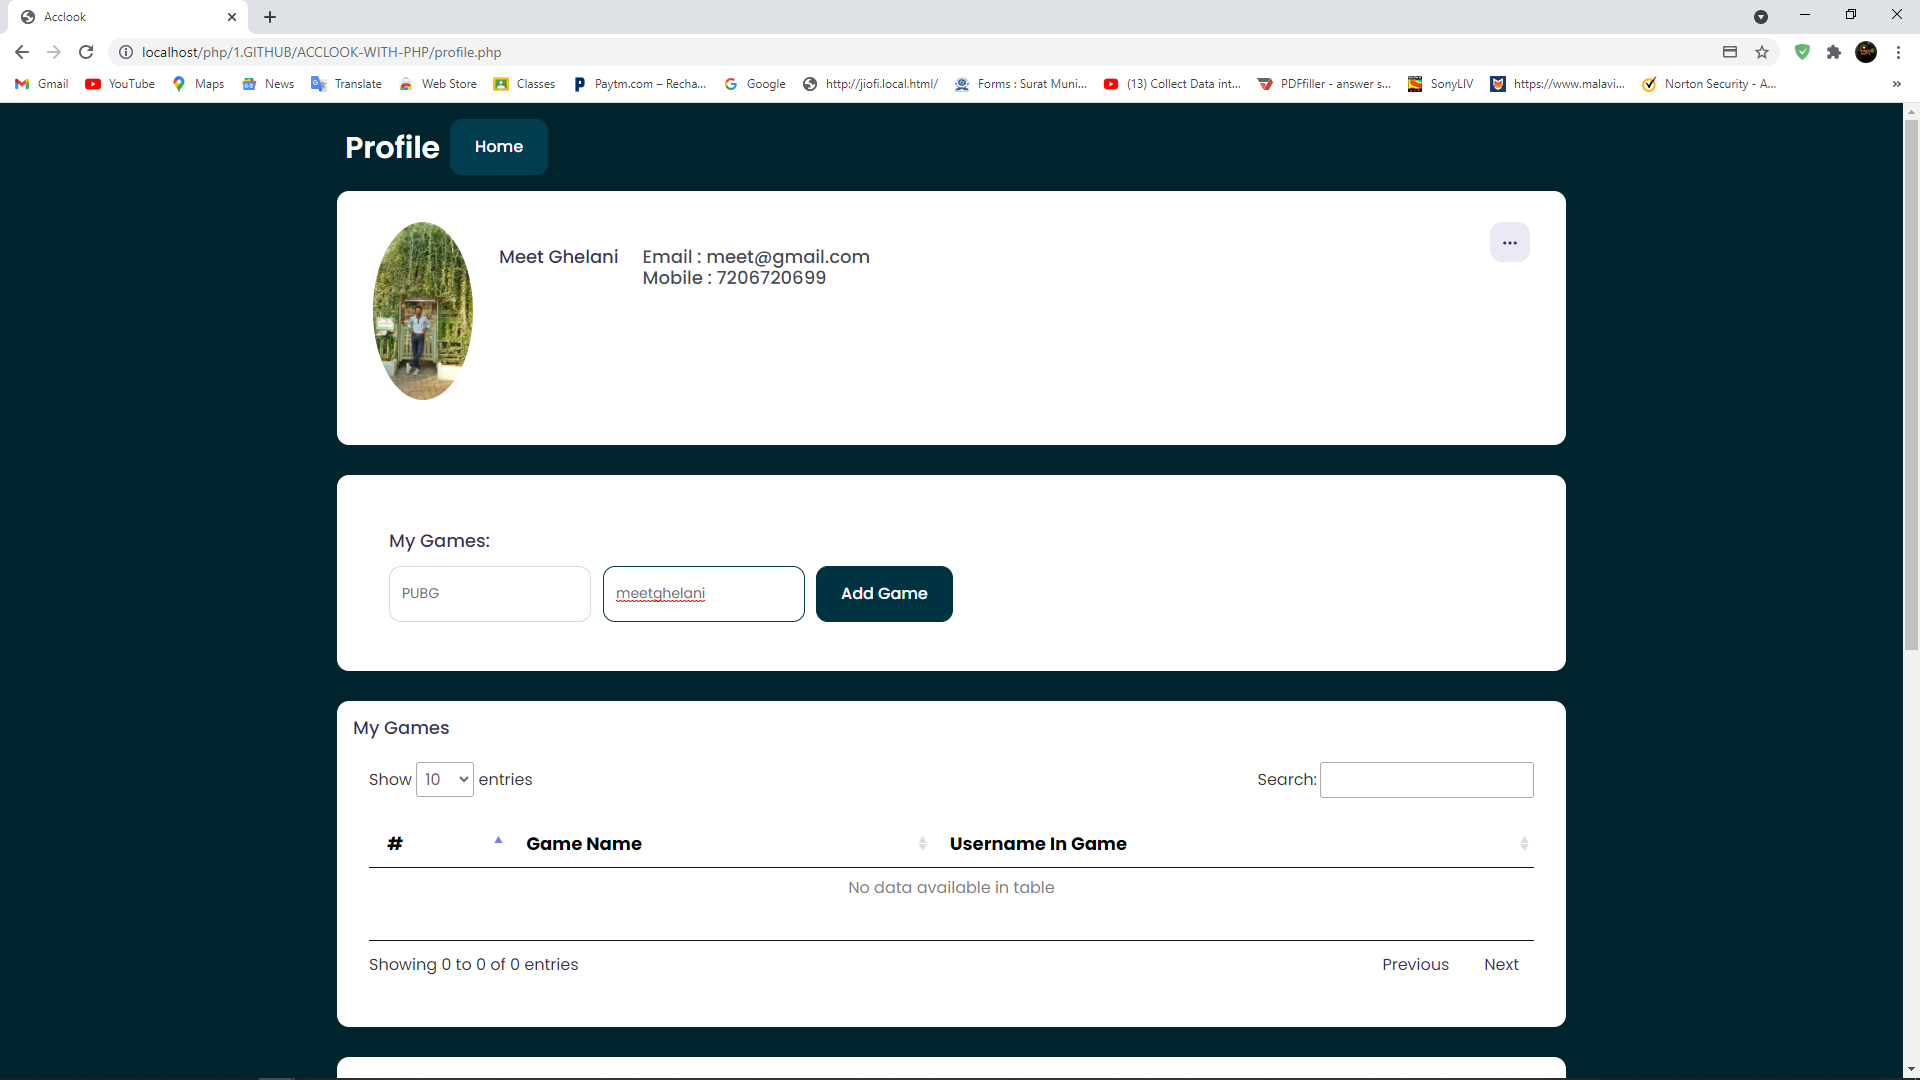 Acclook
localhost/php/1.GITHUB/ACCLOOK-WITH-PHP/profile.php
Gmail YouTube Maps News Translate Web Store Classes Paytm.com – Recha... Google http://jiofi.local.html/ Forms : Surat Muni... (13) Collect Data int... PDFfiller - answer s... SonyLIV https://www.malavi... Norton Security - A... »
Profile Home
Meet Ghelani Email : meet@gmail.com
Mobile : 7206720699
My Games:
PUBG meetghelani Add Game
My Games
Show 10 entries Search:
# Game Name Username In Game
No data available in table
Showing 0 to 0 of 0 entries Previous Next